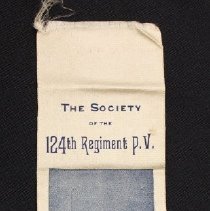 The Society
of the
124th Regiment P.V.